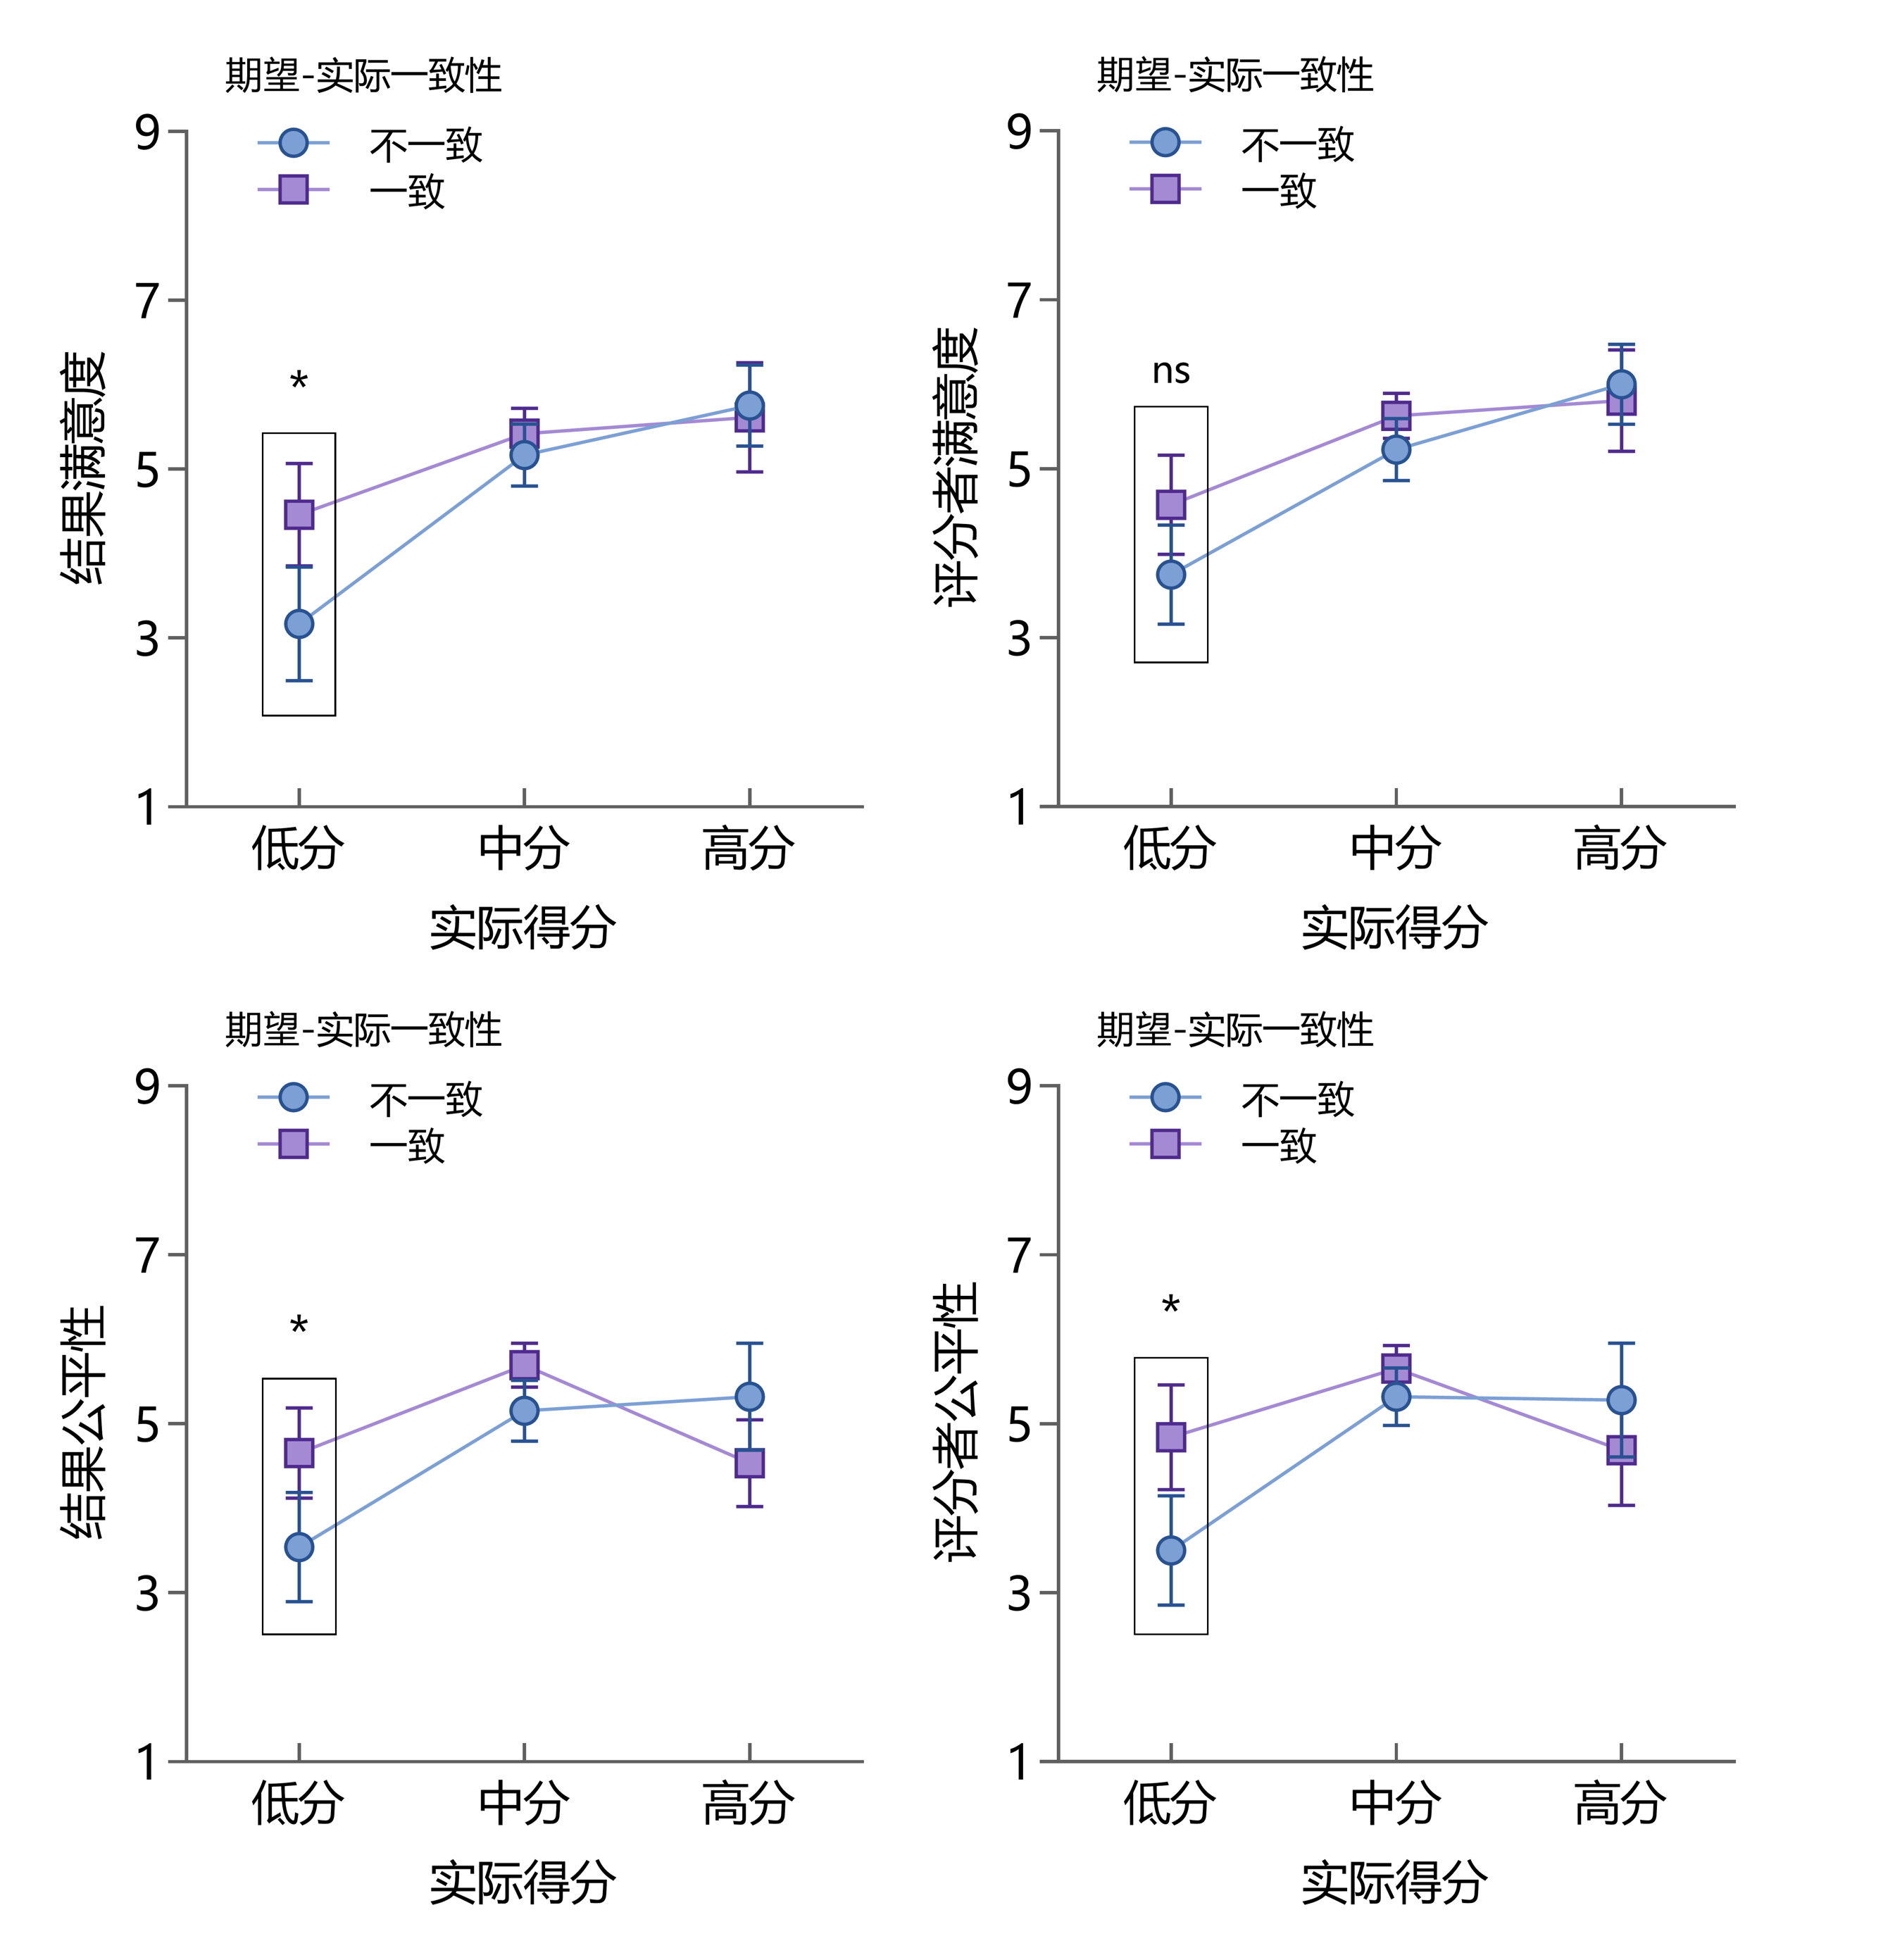 期望-实际一致性
不一致
一致
9
7
5
3
1
*
结果满意度
低分 中分 高分
实际得分
期望-实际一致性
不一致
一致
9
7
5
3
1
ns
评分者满意度
低分 中分 高分
实际得分
期望-实际一致性
不一致
一致
9
7
5
3
1
*
结果公平性
低分 中分 高分
实际得分
期望-实际一致性
不一致
一致
9
7
5
3
1
*
评分者公平性
低分 中分 高分
实际得分